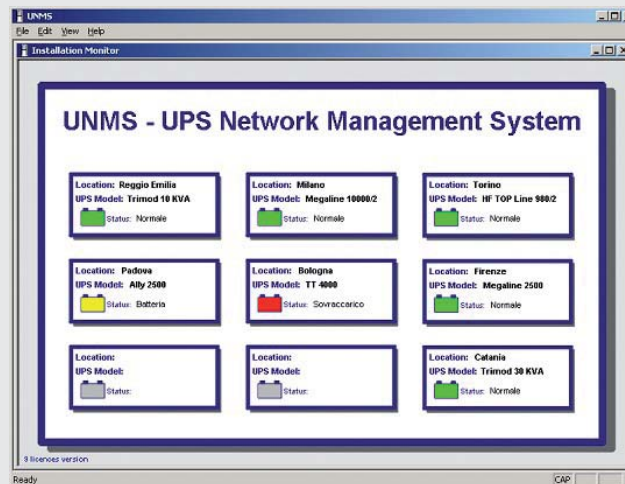 UNMS
File Edit View Help
Installation Monitor
UNMS - UPS Network Management System
Location: Reggio Emilia
UPS Model: Trimod 10 KVA
Status: Normale
Location: Milano
UPS Model: Megaline 10000/2
Status: Normale
Location: Torino
UPS Model: HF TOP Line 980/2
Status: Normale
Location: Padova
UPS Model: Ally 2500
Status: Batteria
Location: Bologna
UPS Model: TT 4000
Status: Sovraccarico
Location: Firenze
UPS Model: Megaline 2500
Status: Normale
Location:
UPS Model:
Status:
Location:
UPS Model:
Status:
Location: Catania
UPS Model: Trimod 30 KVA
Status: Normale
9 licences version
Ready CAP